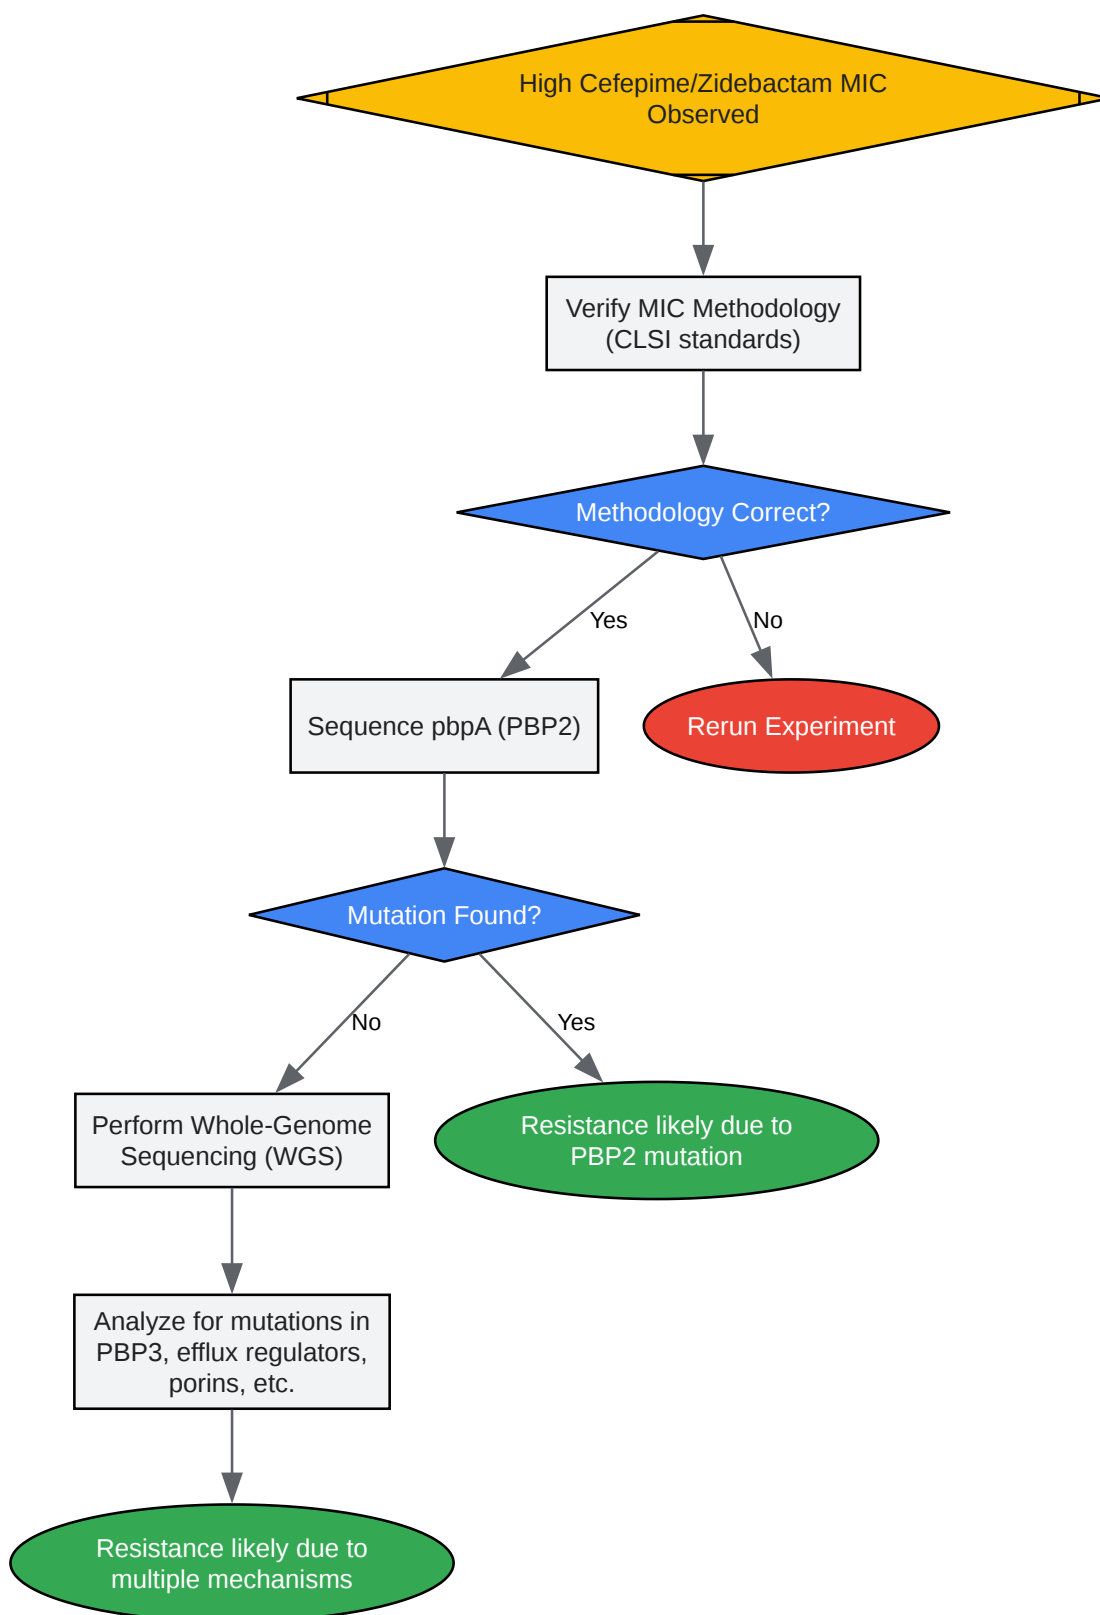 High Cefepime/Zidebactam MIC
Observed
Verify MIC Methodology
(CLSI standards)
Methodology Correct?
Yes
No
Sequence pbpA (PBP2)
Rerun Experiment
Mutation Found?
No
Yes
Perform Whole-Genome
Sequencing (WGS)
Resistance likely due to
PBP2 mutation
Analyze for mutations in
PBP3, efflux regulators,
porins, etc.
Resistance likely due to
multiple mechanisms